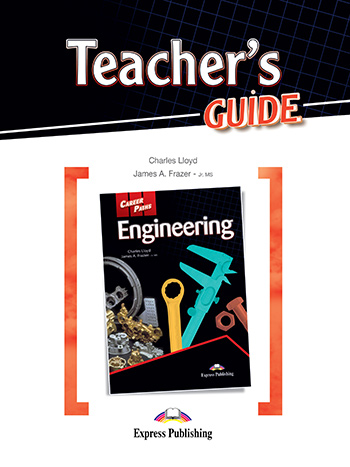 Teacher's
GUIDE
Charles Lloyd
James A. Frazer - Jr, MS
CAREER
PATHS
Engineering
Charles Lloyd
James A. Frazer
Express Publishing
Express Publishing